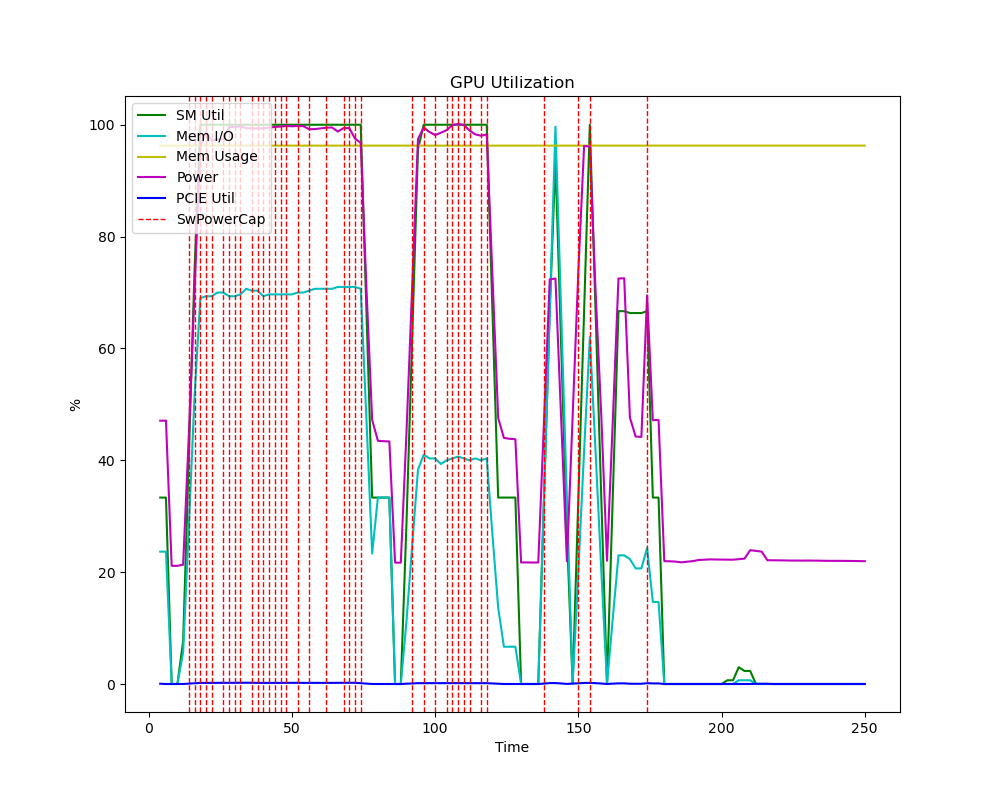 GPU Utilization
SM Util
Mem I/O
Mem Usage
Power
PCIE Util
SwPowerCap
100
80
60
40
20
0
%
0 50 100 150 200 250
Time